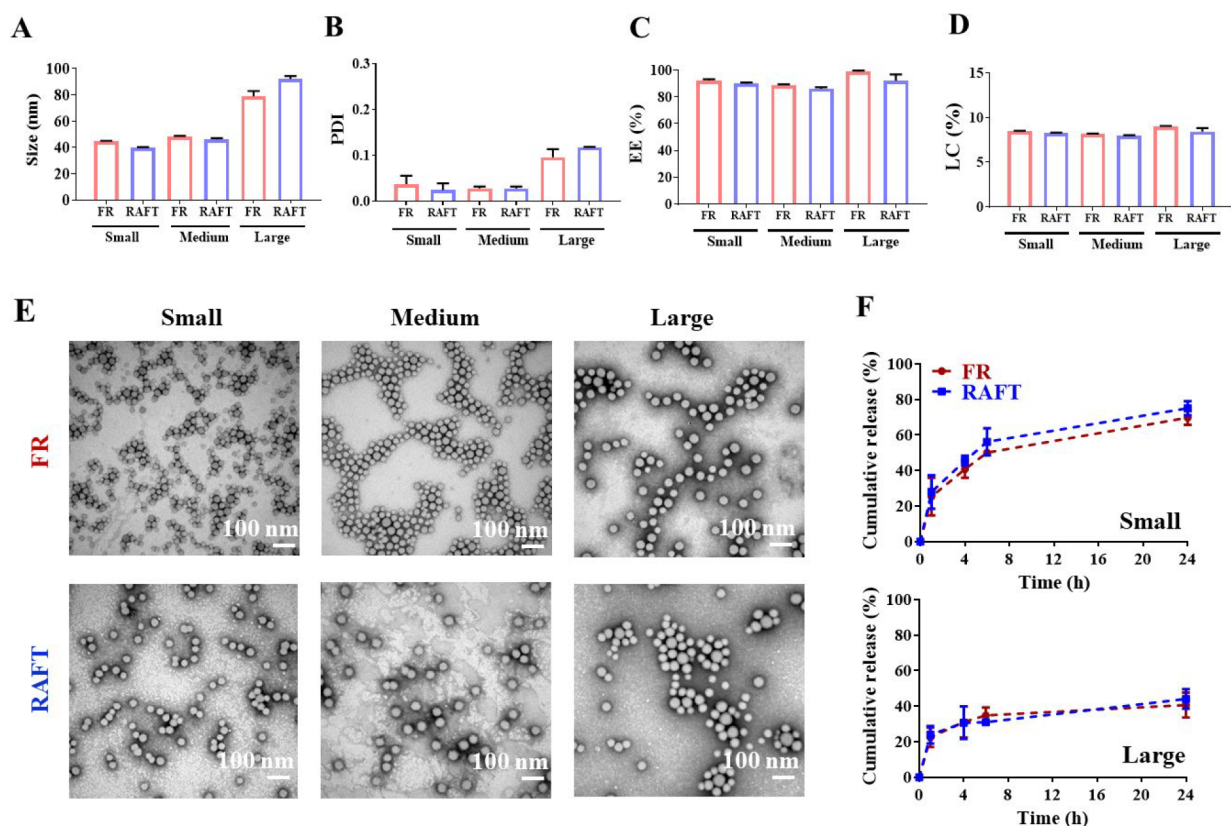 A
Size (nm)
100
80
60
40
20
0
FR RAFT FR RAFT FR RAFT
Small Medium Large
B
PDI
0.3
0.2
0.1
0.0
FR RAFT FR RAFT FR RAFT
Small Medium Large
C
EE (%)
100
80
60
40
20
0
FR RAFT FR RAFT FR RAFT
Small Medium Large
D
LC (%)
15
10
5
0
FR RAFT FR RAFT FR RAFT
Small Medium Large
E
Small Medium Large
FR
100 nm 100 nm 100 nm
RAFT
100 nm 100 nm 100 nm
F
Cumulative release (%)
100
80
60
40
20
0
FR
RAFT
Small
0 4 8 12 16 20 24
Time (h)
Cumulative release (%)
100
80
60
40
20
0
Large
0 4 8 12 16 20 24
Time (h)